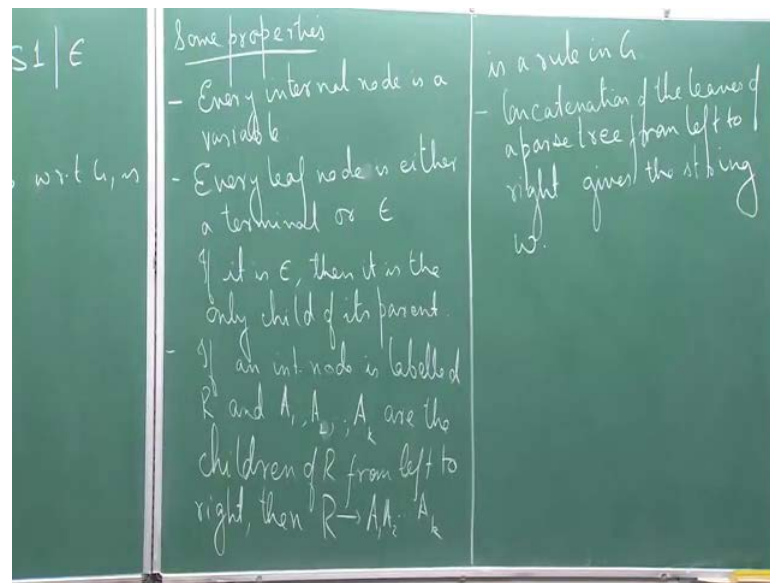 S1 | ε
w.r.t G, is
Some properties
- Every internal node is a
variable
- Every leaf node is either
a terminal or ε
If it is ε, then it is the
only child of its parent.
- If an int. node is labelled
R and A₁, A₂, ..., Aₖ are the
children of R from left to
right, then R → A₁A₂...Aₖ
is a rule in G
- Concatenation of the leaves of
a parse tree from left to
right gives the string
w.